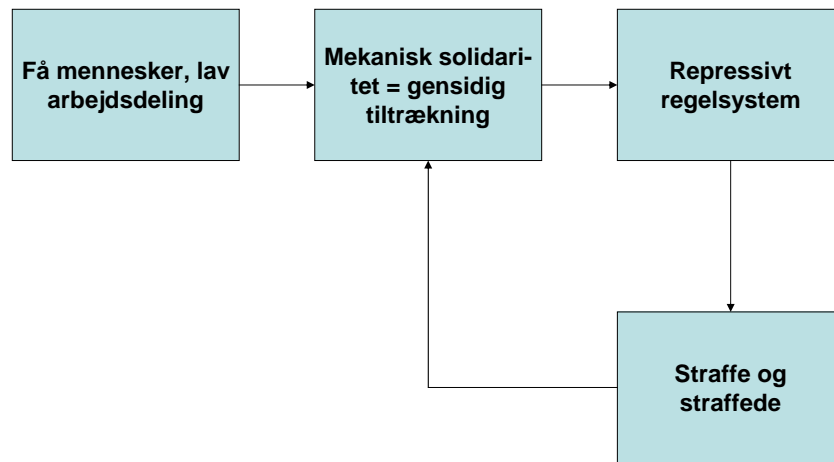 Få mennesker, lav
arbejdsdeling
Mekanisk solidari-
tet = gensidig
tiltrækning
Repressivt
regelsystem
Straffe og
straffede